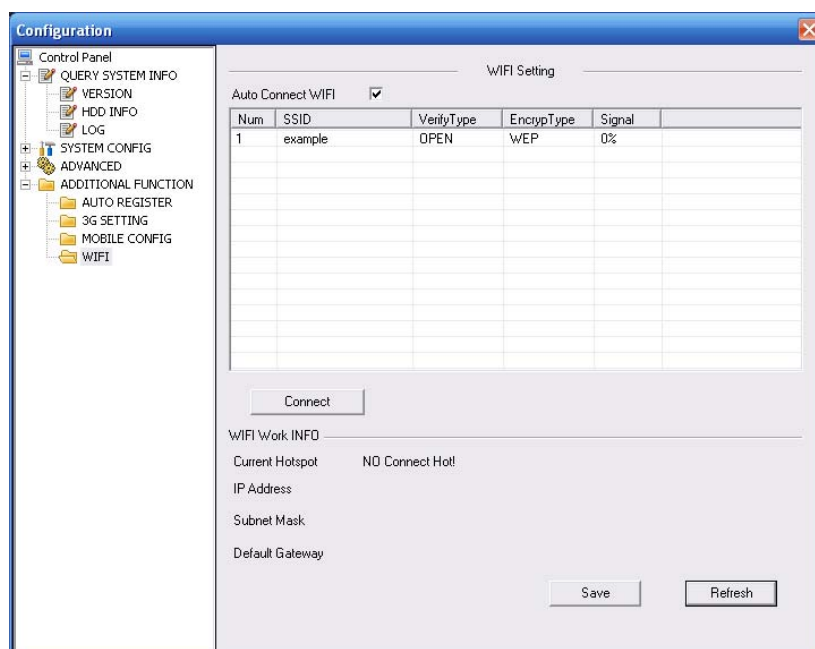 Configuration
Control Panel
QUERY SYSTEM INFO
VERSION
HDD INFO
LOG
SYSTEM CONFIG
ADVANCED
ADDITIONAL FUNCTION
AUTO REGISTER
3G SETTING
MOBILE CONFIG
WIFI
WIFI Setting
Auto Connect WIFI
Num SSID VerifyType EncrypType Signal
1 example OPEN WEP 0%
Connect
WIFI Work INFO
Current Hotspot NO Connect Hot!
IP Address
Subnet Mask
Default Gateway
Save Refresh